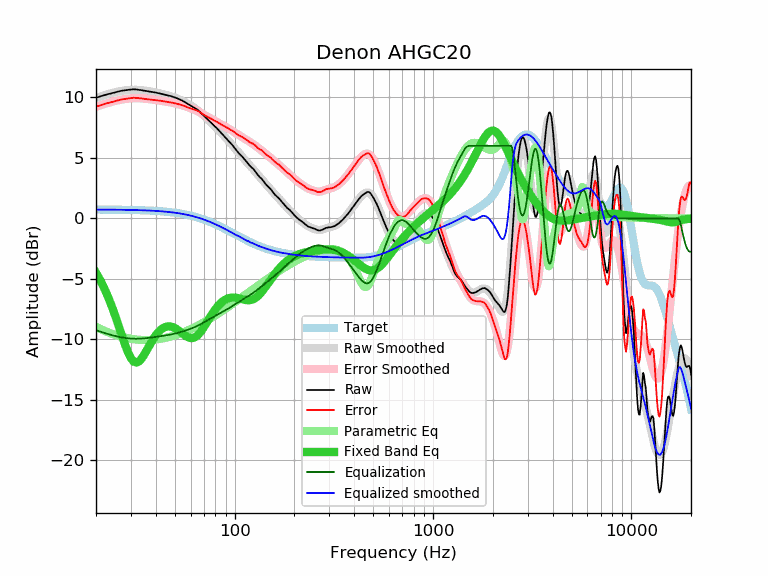 Denon AHGC20
Amplitude (dBr)
10
5
0
−5
−10
−15
−20
Target
Raw Smoothed
Error Smoothed
Raw
Error
Parametric Eq
Fixed Band Eq
Equalization
Equalized smoothed
100
1000
10000
Frequency (Hz)